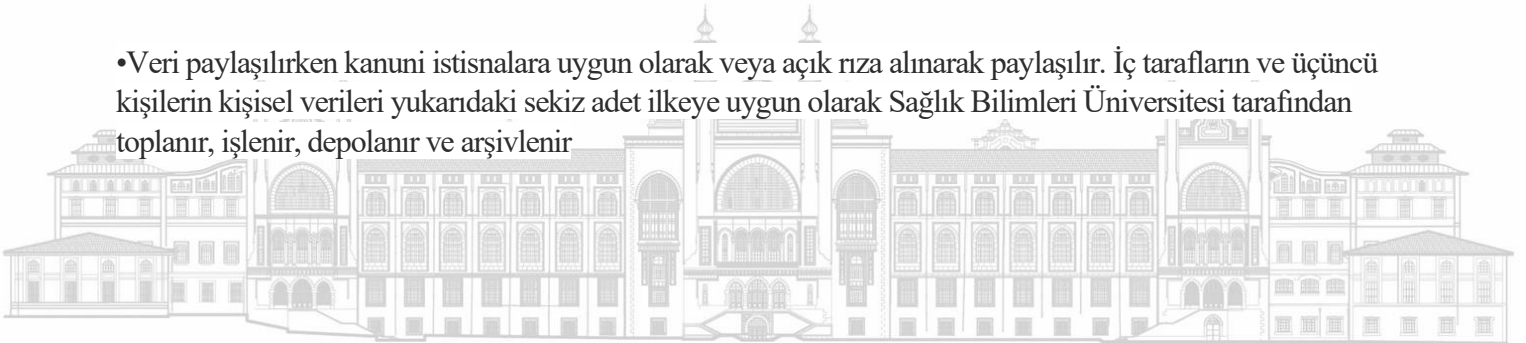 •Veri paylaşılırken kanuni istisnalara uygun olarak veya açık rıza alınarak paylaşılır. İç tarafların ve üçüncü
kişilerin kişisel verileri yukarıdaki sekiz adet ilkeye uygun olarak Sağlık Bilimleri Üniversitesi tarafından
toplanır, işlenir, depolanır ve arşivlenir